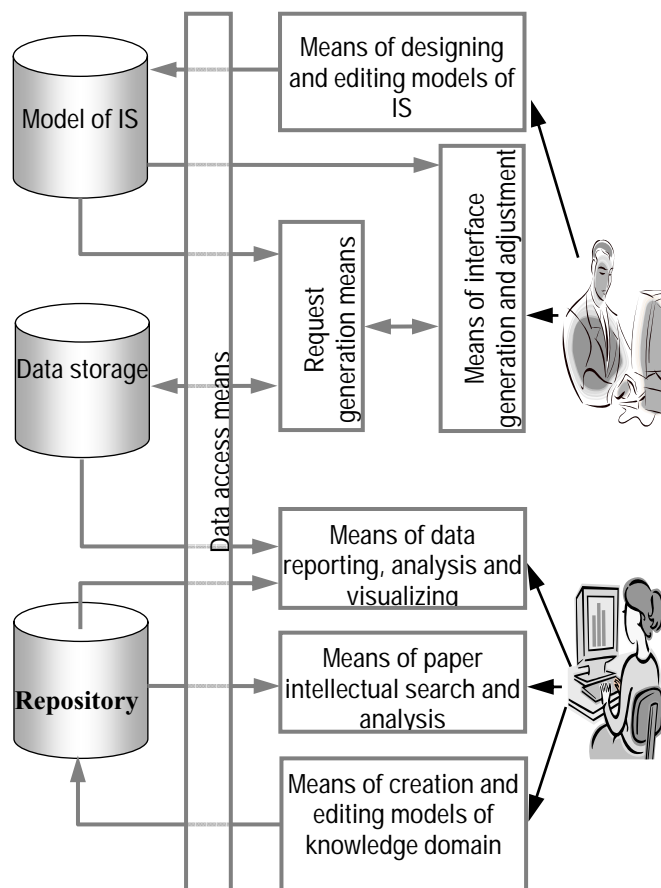 Means of designing
and editing models of
IS
Model of IS
Means of interface
generation and adjustment
Request
generation means
Data storage
Data access means
Means of data
reporting, analysis and
visualizing
Means of paper
intellectual search and
analysis
Repository
Means of creation and
editing models of
knowledge domain